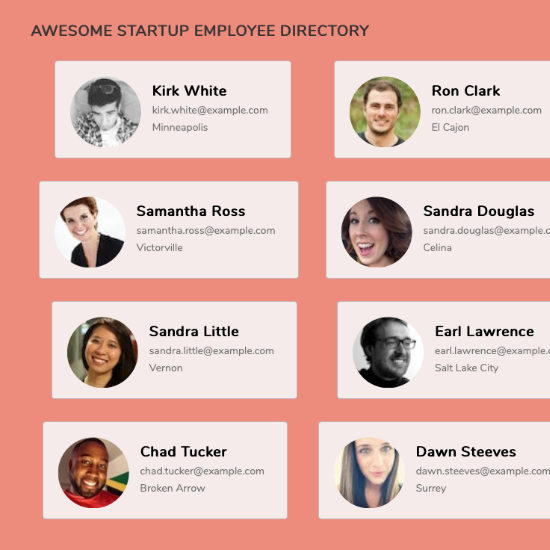 AWESOME STARTUP EMPLOYEE DIRECTORY
Kirk White
kirk.white@example.com
Minneapolis
Ron Clark
ron.clark@example.com
El Cajon
Samantha Ross
samantha.ross@example.com
Victorville
Sandra Douglas
sandra.douglas@example.c
Celina
Sandra Little
sandra.little@example.com
Vernon
Earl Lawrence
earl.lawrence@example.c
Salt Lake City
Chad Tucker
chad.tucker@example.com
Broken Arrow
Dawn Steeves
dawn.steeves@example.com
Surrey